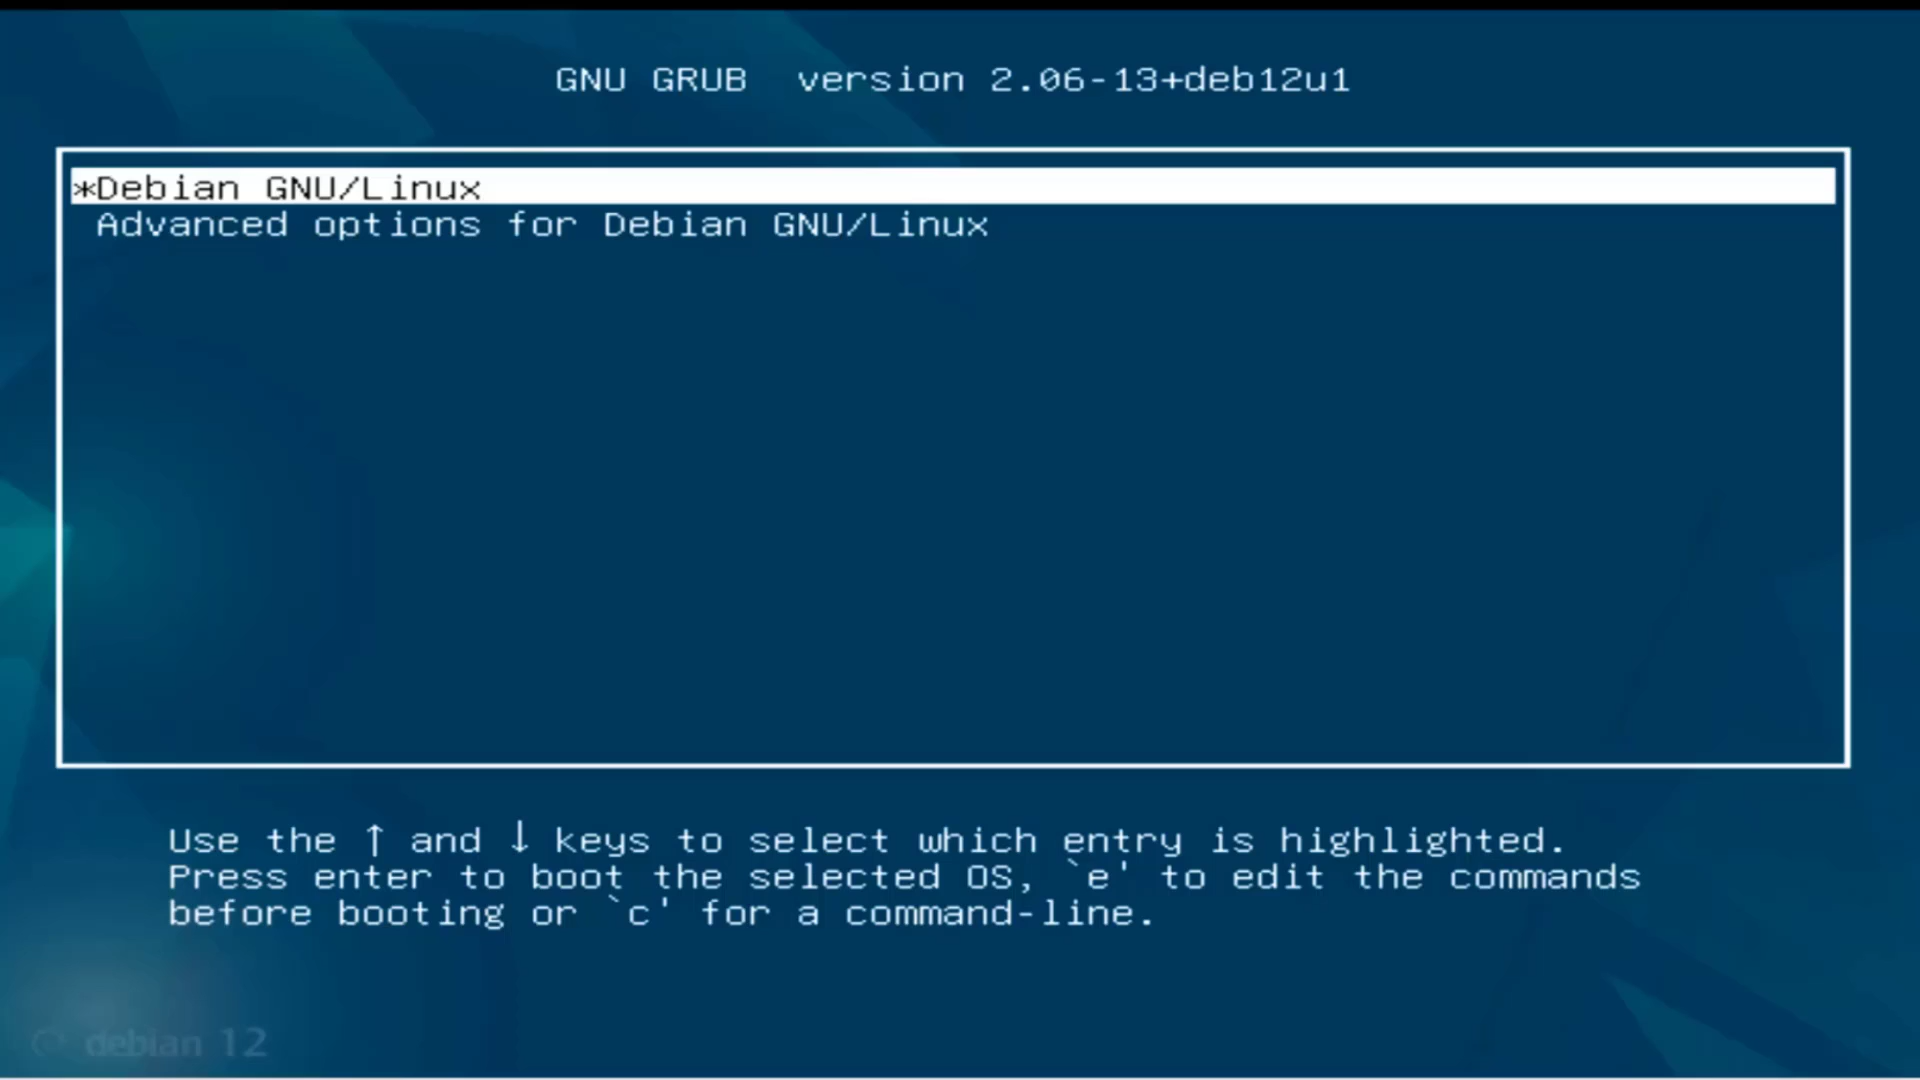 GNU GRUB  version 2.06-13+deb12u1
*Debian GNU/Linux
Advanced options for Debian GNU/Linux
Use the ↑ and ↓ keys to select which entry is highlighted.
Press enter to boot the selected OS, `e' to edit the commands
before booting or `c' for a command-line.
debian 12